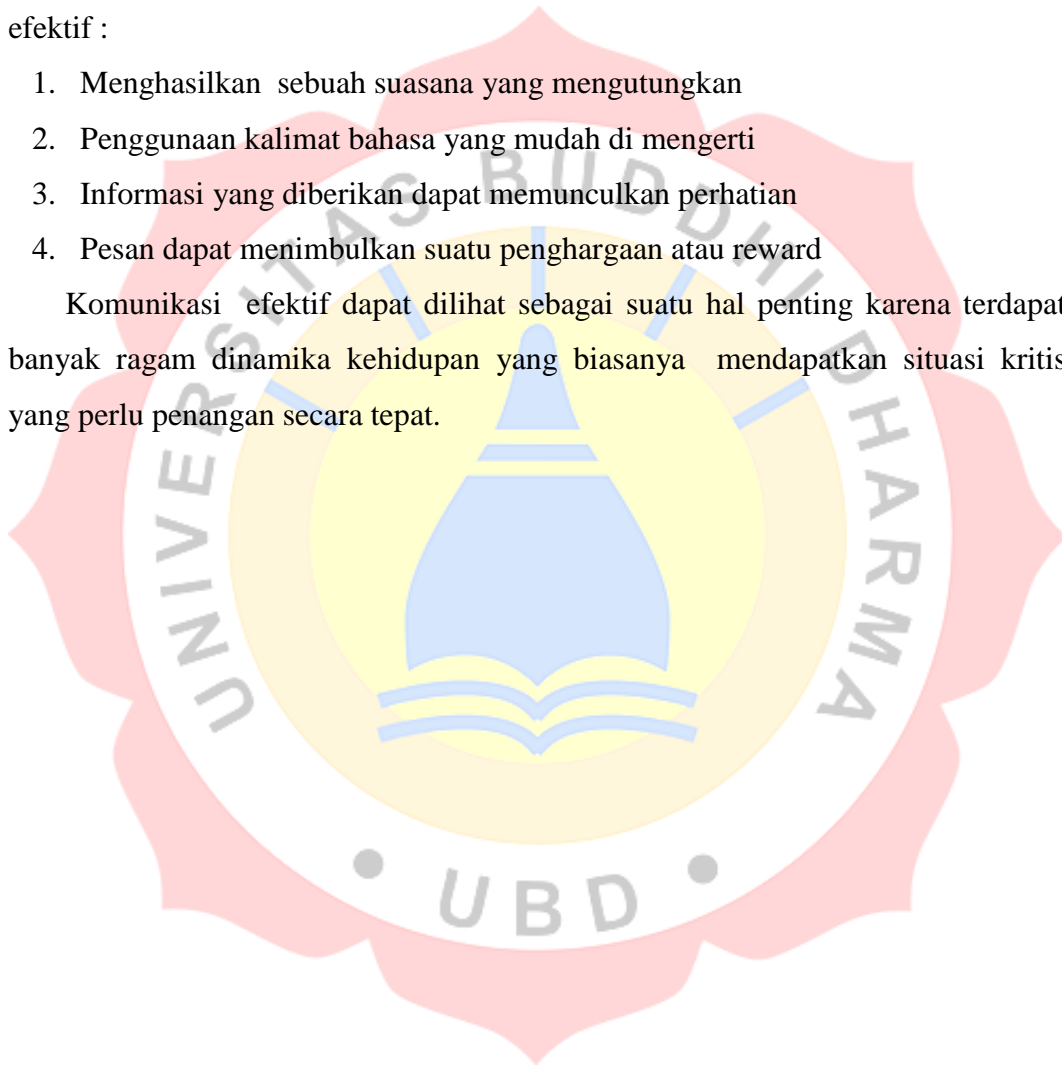 efektif :
1. Menghasilkan sebuah suasana yang mengutungkan
2. Penggunaan kalimat bahasa yang mudah di mengerti
3. Informasi yang diberikan dapat memunculkan perhatian
4. Pesan dapat menimbulkan suatu penghargaan atau reward
Komunikasi efektif dapat dilihat sebagai suatu hal penting karena terdapat
banyak ragam dinamika kehidupan yang biasanya mendapatkan situasi kritis
yang perlu penangan secara tepat.
UNIVERSITAS BUDDHI DHARMA
UBD